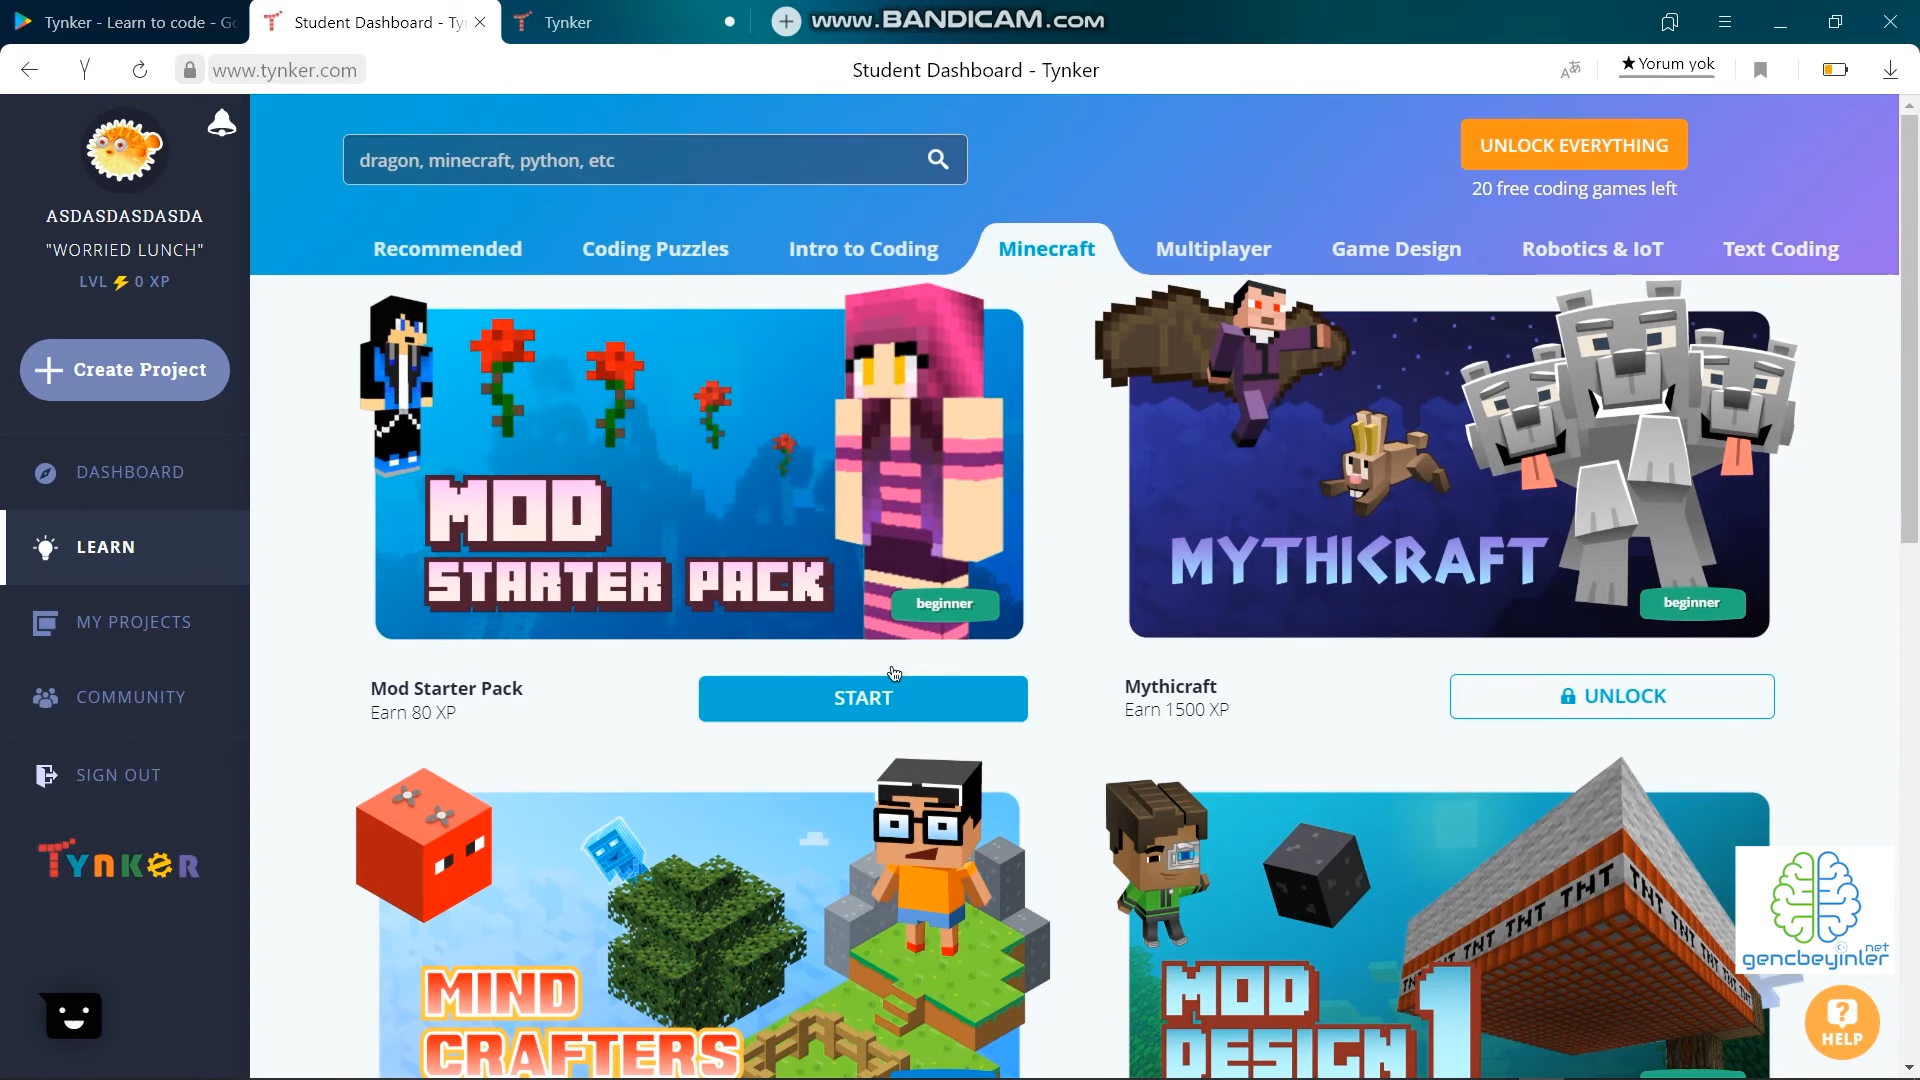 Tynker - Learn to code - Go
Student Dashboard - Ty
Tynker
www.BANDICAM.com
www.tynker.com
Student Dashboard - Tynker
★Yorum yok
dragon, minecraft, python, etc
UNLOCK EVERYTHING
20 free coding games left
ASDASDASDASDA
"WORRIED LUNCH"
LVL ⚡ 0 XP
Recommended
Coding Puzzles
Intro to Coding
Minecraft
Multiplayer
Game Design
Robotics & IoT
Text Coding
+ Create Project
DASHBOARD
LEARN
MY PROJECTS
COMMUNITY
SIGN OUT
TYNKER
MOD
STARTER PACK
beginner
Mod Starter Pack
Earn 80 XP
START
MYTHICRAFT
beginner
Mythicraft
Earn 1500 XP
UNLOCK
MIND
CRAFTERS
MOD
DESIGN 1
TNT TNT TNT TNT TNT
net
gencbeyinler
?
HELP